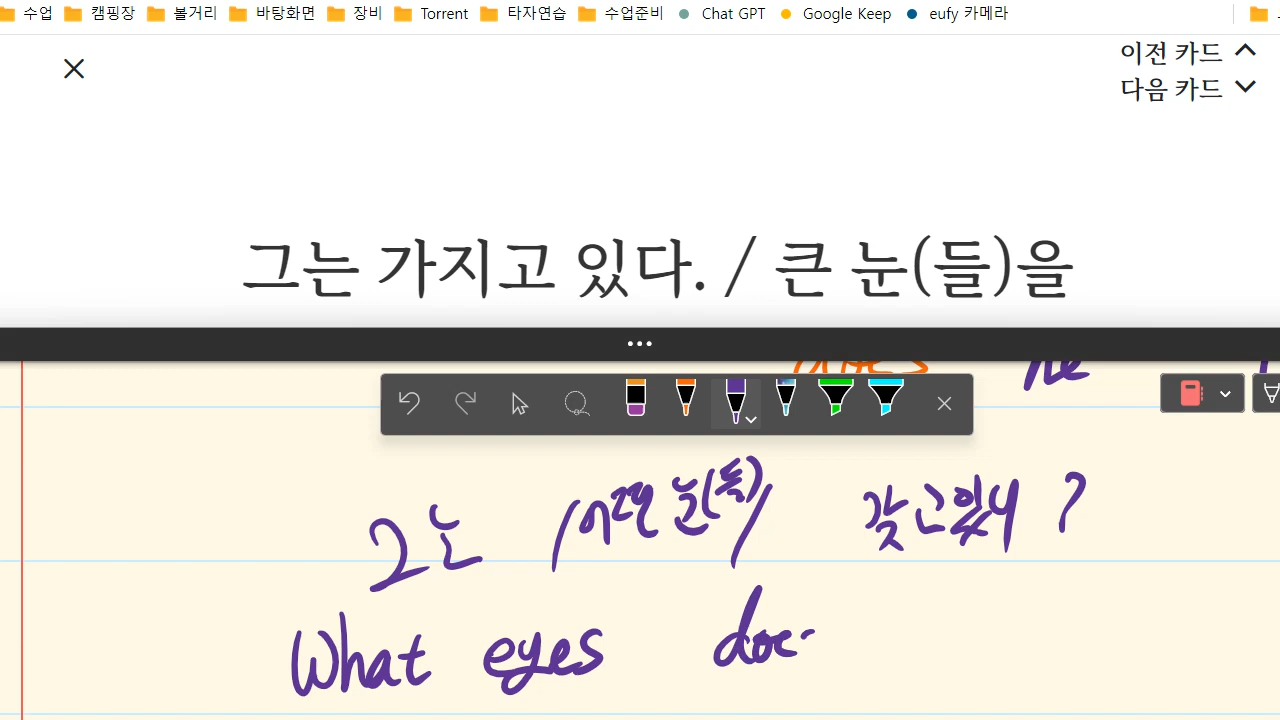 수업 캠핑장 볼거리 바탕화면 장비 Torrent 타자연습 수업준비 Chat GPT Google Keep eufy 카메라
이전 카드
다음 카드
그는 가지고 있다. / 큰 눈(들)을
he
그는 / 어떤 눈(들) / 갖고있니 ?
What eyes doe